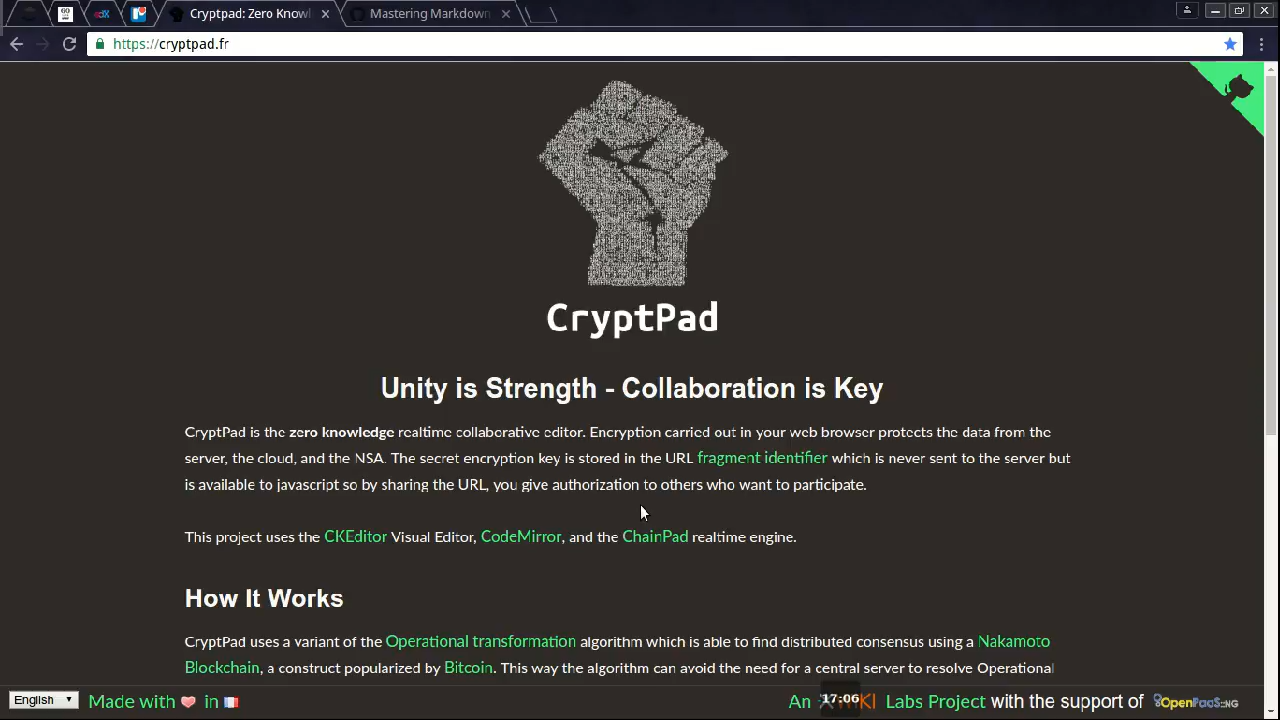 GO
edX
Cryptpad: Zero Knowl
Mastering Markdown
https://cryptpad.fr
CryptPad
Unity is Strength - Collaboration is Key
CryptPad is the zero knowledge realtime collaborative editor. Encryption carried out in your web browser protects the data from the
server, the cloud, and the NSA. The secret encryption key is stored in the URL fragment identifier which is never sent to the server but
is available to javascript so by sharing the URL, you give authorization to others who want to participate.
This project uses the CKEditor Visual Editor, CodeMirror, and the ChainPad realtime engine.
How It Works
CryptPad uses a variant of the Operational transformation algorithm which is able to find distributed consensus using a Nakamoto
Blockchain, a construct popularized by Bitcoin. This way the algorithm can avoid the need for a central server to resolve Operational
English
Made with in
An
17:06
KI Labs Project with the support of OpenPaaS::NG